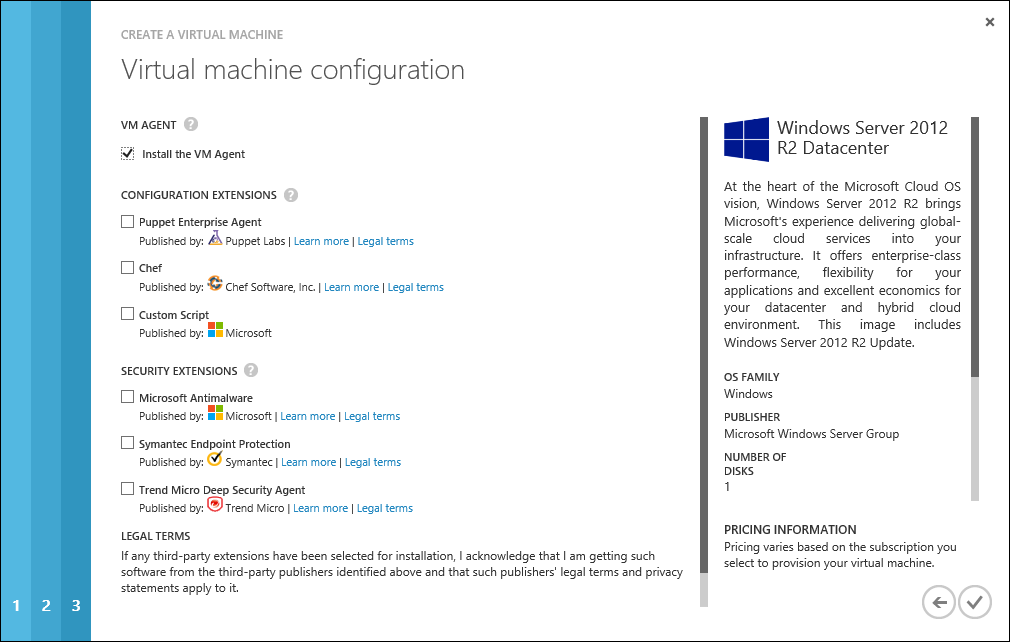 CREATE A VIRTUAL MACHINE
Virtual machine configuration
VM AGENT ?
Install the VM Agent
CONFIGURATION EXTENSIONS ?
Puppet Enterprise Agent
Published by: Puppet Labs | Learn more | Legal terms
Chef
Published by: Chef Software, Inc. | Learn more | Legal terms
Custom Script
Published by: Microsoft
SECURITY EXTENSIONS ?
Microsoft Antimalware
Published by: Microsoft | Learn more | Legal terms
Symantec Endpoint Protection
Published by: Symantec | Learn more | Legal terms
Trend Micro Deep Security Agent
Published by: Trend Micro | Learn more | Legal terms
LEGAL TERMS
If any third-party extensions have been selected for installation, I acknowledge that I am getting such
software from the third-party publishers identified above and that such publishers' legal terms and privacy
statements apply to it.
Windows Server 2012
R2 Datacenter
At the heart of the Microsoft Cloud OS
vision, Windows Server 2012 R2 brings
Microsoft's experience delivering global-
scale cloud services into your
infrastructure. It offers enterprise-class
performance, flexibility for your
applications and excellent economics for
your datacenter and hybrid cloud
environment. This image includes
Windows Server 2012 R2 Update.
OS FAMILY
Windows
PUBLISHER
Microsoft Windows Server Group
NUMBER OF
DISKS
1
PRICING INFORMATION
Pricing varies based on the subscription you
select to provision your virtual machine.
1 2 3